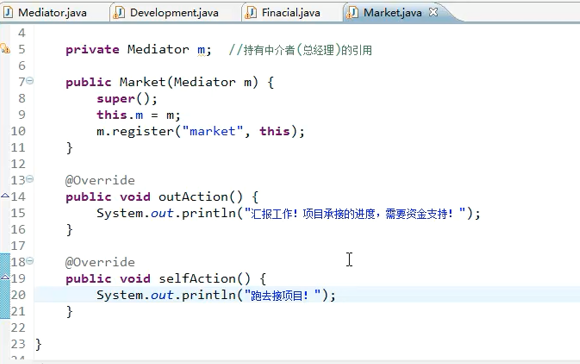 Mediator.java Development.java Finacial.java Market.java
4
5 private Mediator m; //持有中介者(总经理)的引用
6
7 public Market(Mediator m) {
8 super();
9 this.m = m;
10 m.register("market", this);
11 }
12
13 @Override
14 public void outAction() {
15 System.out.println("汇报工作！项目承接的进度，需要资金支持！");
16 }
17
18 @Override
19 public void selfAction() {
20 System.out.println("跑去接项目！");
21 }
22
23 }
24